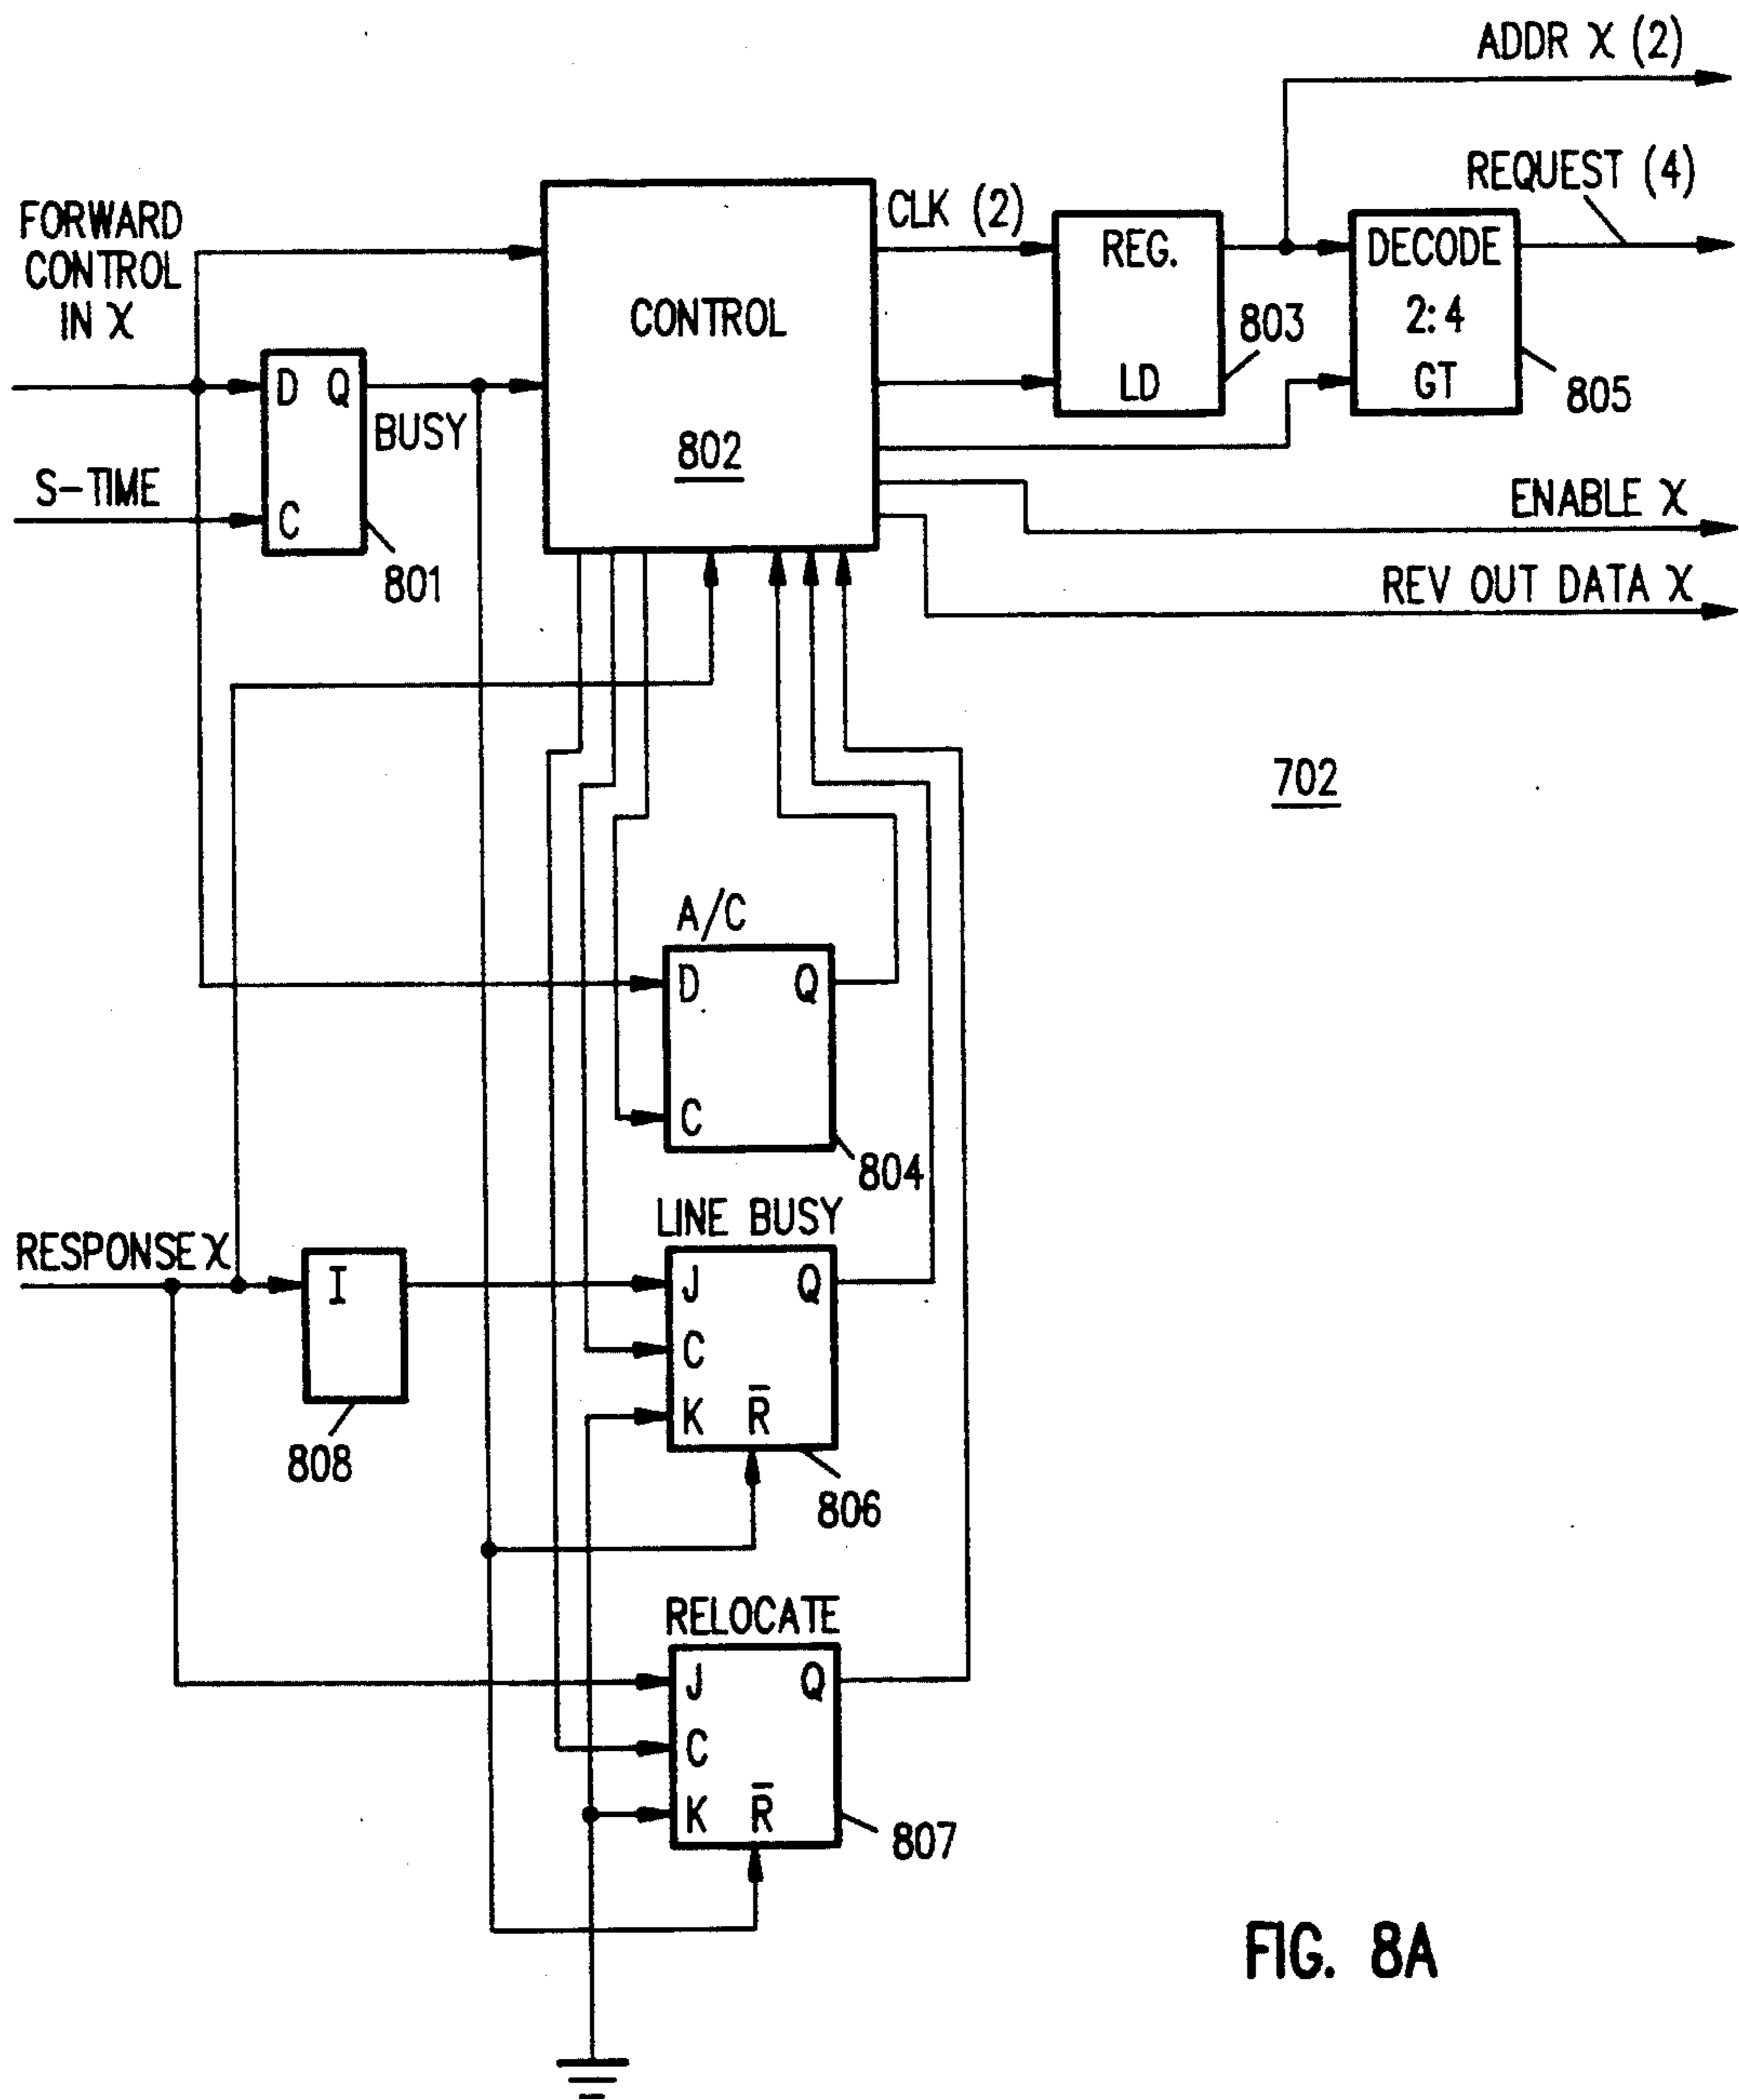 ADDR χ (2)
REQUEST (4)
FORWARD
CONTROL
IN χ
CLK (2)
REG.
LD
803
DECODE
2:4
GT
805
CONTROL
802
D Q
C
BUSY
801
S-TIME
ENABLE χ
REV OUT DATA χ
702
A/C
D Q
C
804
RESPONSE χ
I
808
LINE BUSY
J Q
C
K R̅
806
RELOCATE
J Q
C
K R̅
807
FIG. 8A